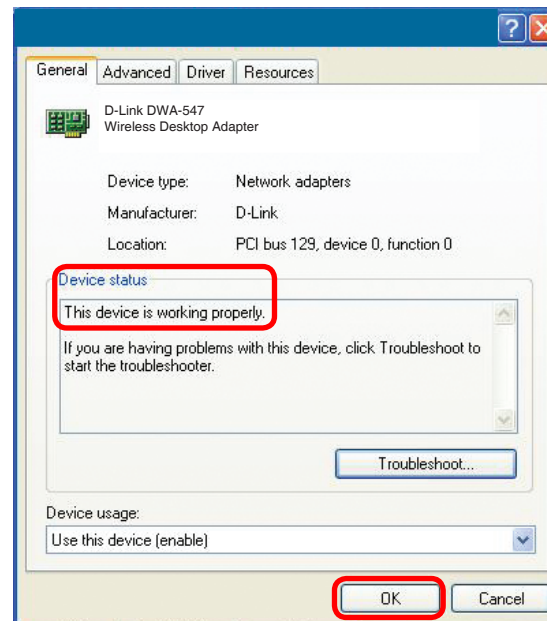 General Advanced Driver Resources
D-Link DWA-547
Wireless Desktop Adapter
Device type: Network adapters
Manufacturer: D-Link
Location: PCI bus 129, device 0, function 0
Device status
This device is working properly.
If you are having problems with this device, click Troubleshoot to
start the troubleshooter.
Troubleshoot...
Device usage:
Use this device (enable)
OK Cancel